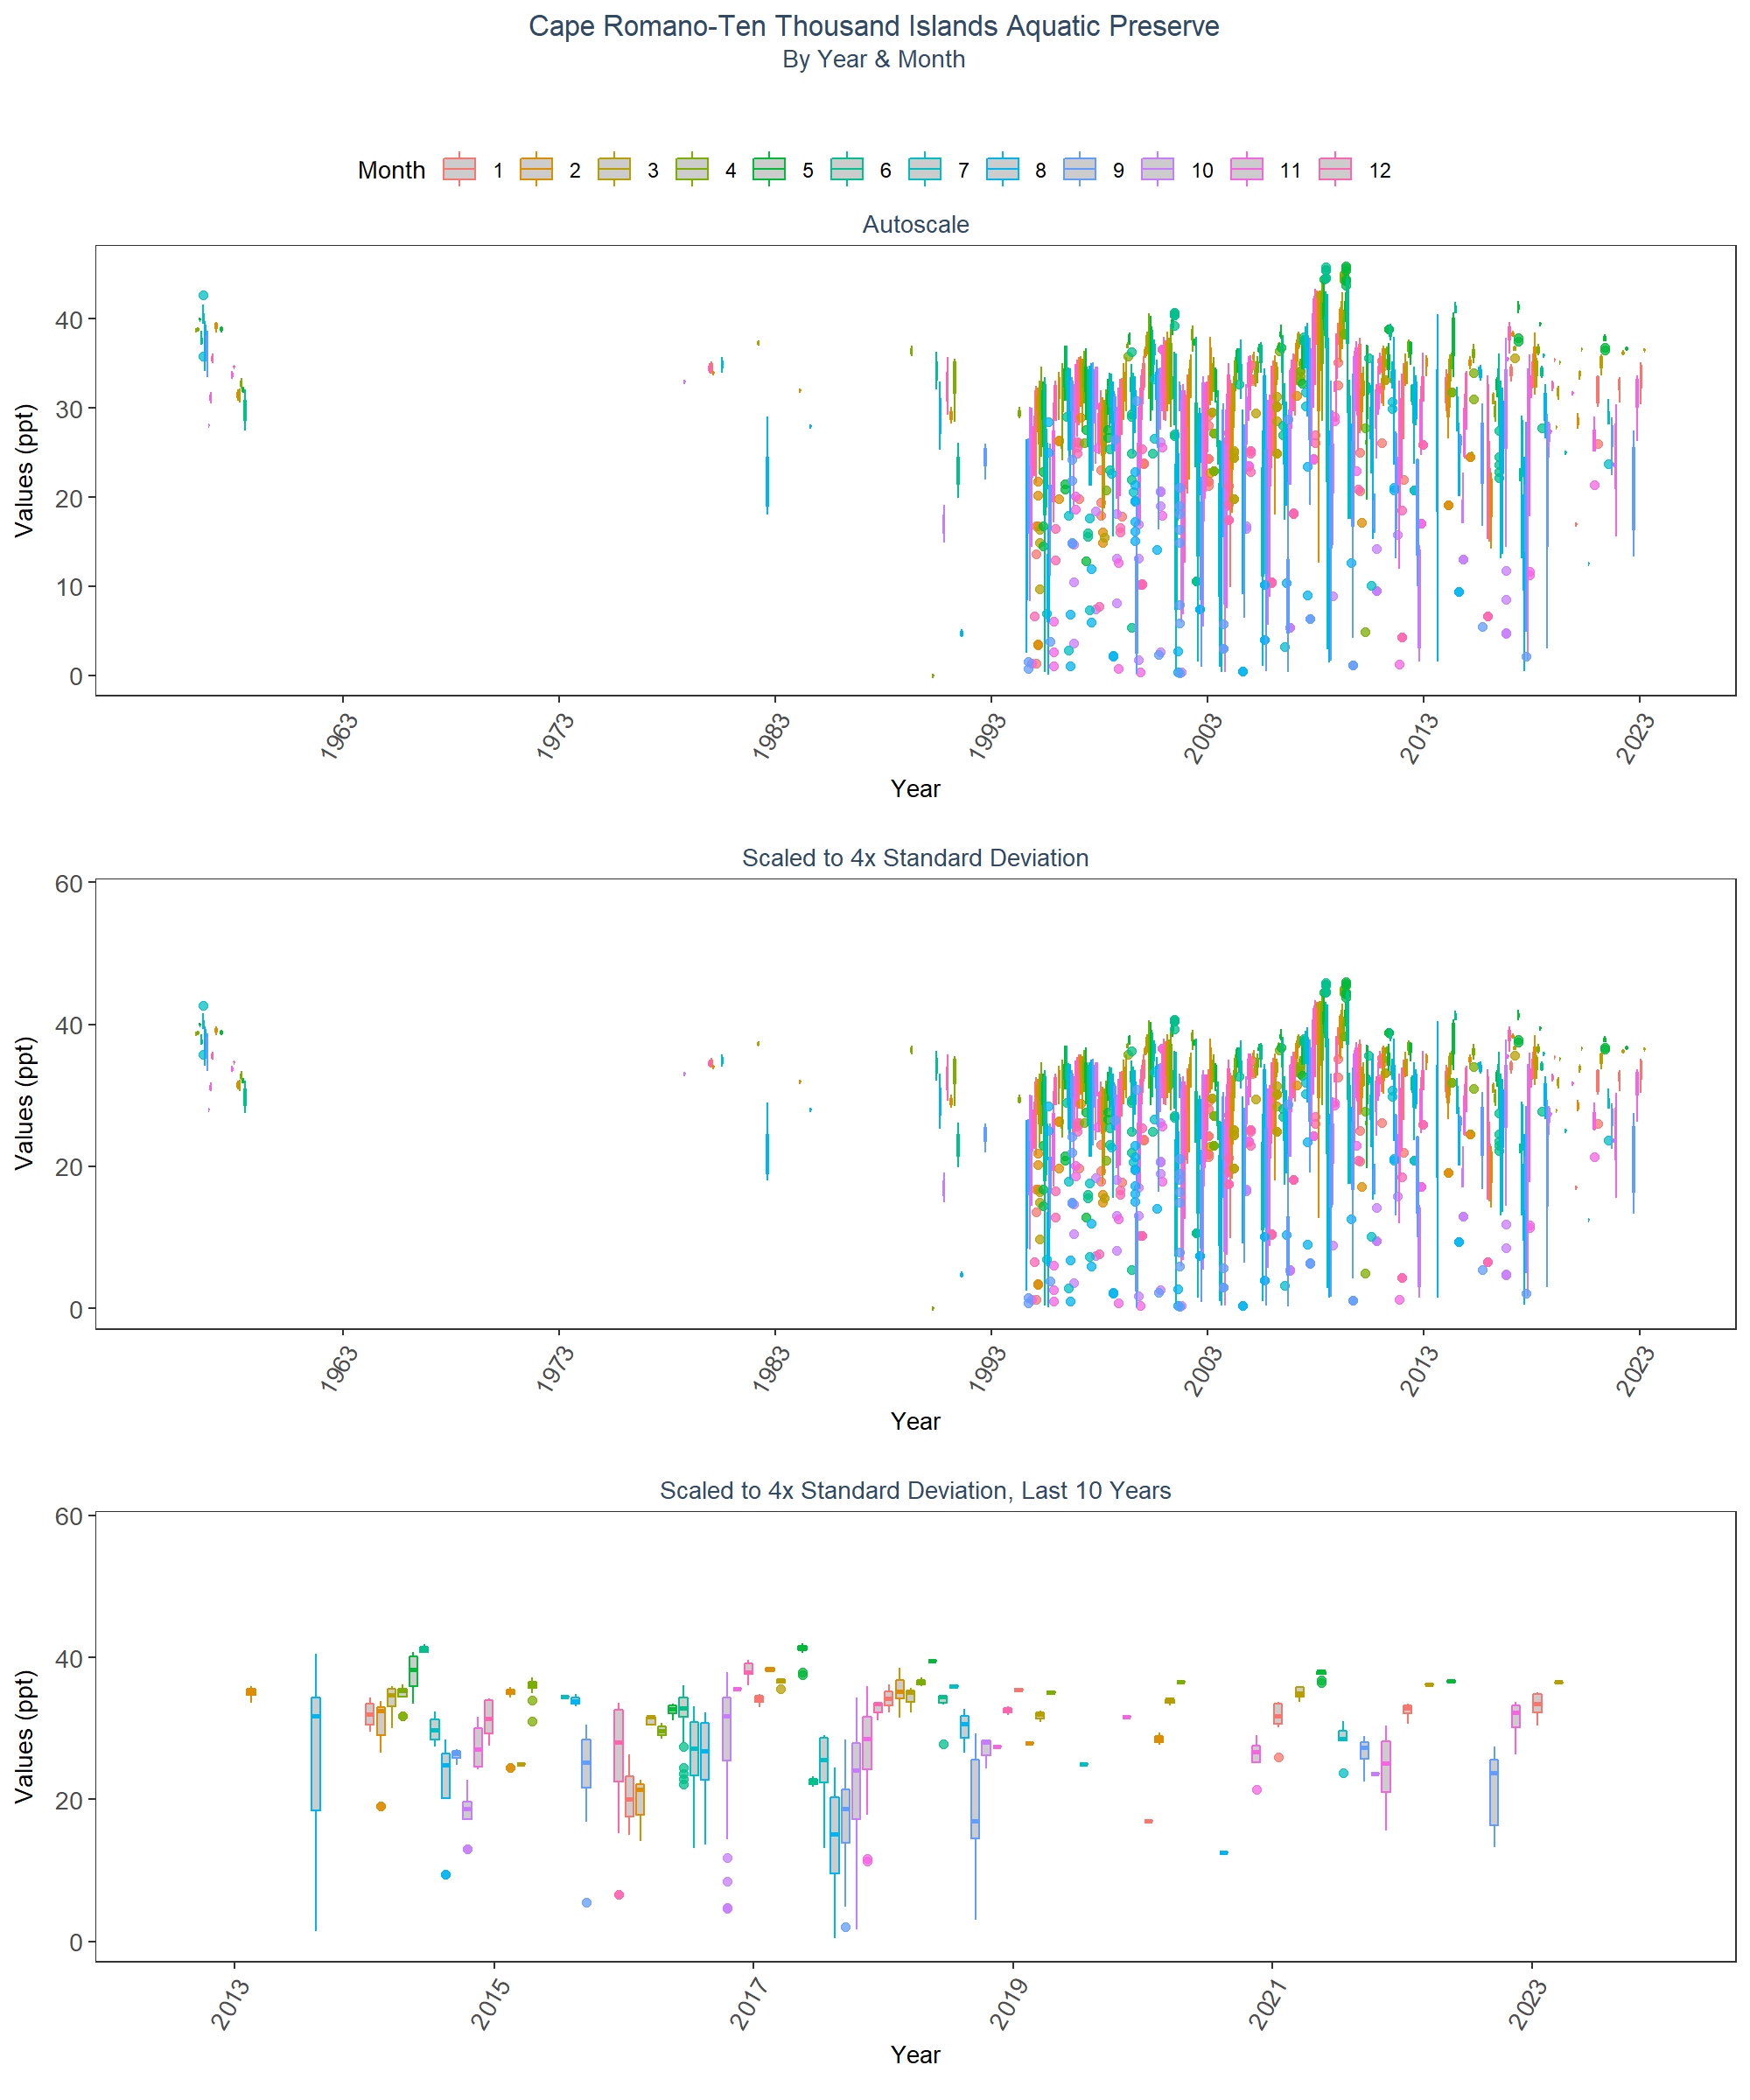 Cape Romano-Ten Thousand Islands Aquatic Preserve
By Year & Month
Month 1 2 3 4 5 6 7 8 9 10 11 12
Autoscale
Values (ppt)
40
30
20
10
0
1963 1973 1983 1993 2003 2013 2023
Year
Scaled to 4x Standard Deviation
Values (ppt)
60
40
20
0
1963 1973 1983 1993 2003 2013 2023
Year
Scaled to 4x Standard Deviation, Last 10 Years
Values (ppt)
60
40
20
0
2013 2015 2017 2019 2021 2023
Year